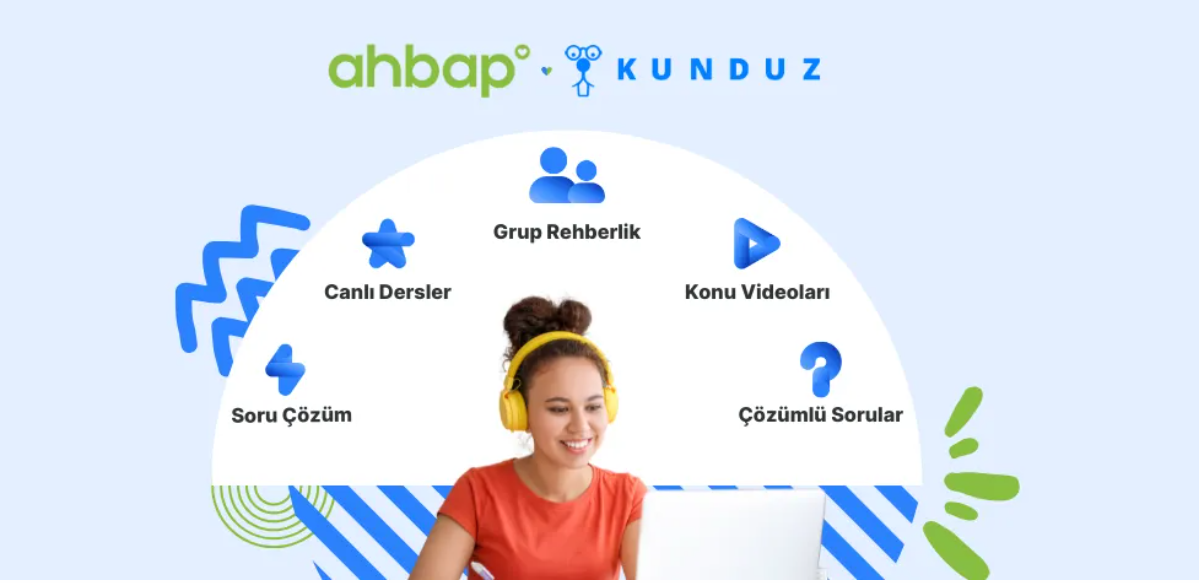 ahbap
KUNDUZ
Grup Rehberlik
Canlı Dersler
Konu Videoları
Soru Çözüm
Çözümlü Sorular